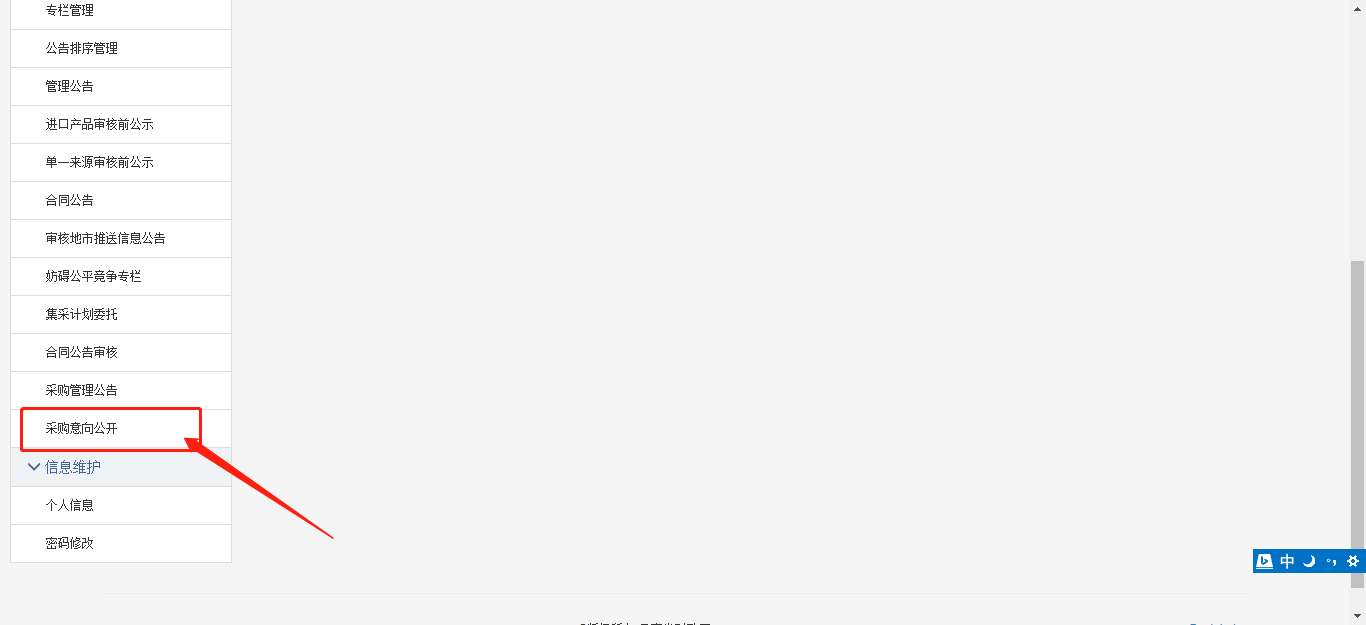 专栏管理
公告排序管理
管理公告
进口产品审核前公示
单一来源审核前公示
合同公告
审核地市推送信息公告
妨碍公平竞争专栏
集采计划委托
合同公告审核
采购管理公告
采购意向公开
信息维护
个人信息
密码修改
中